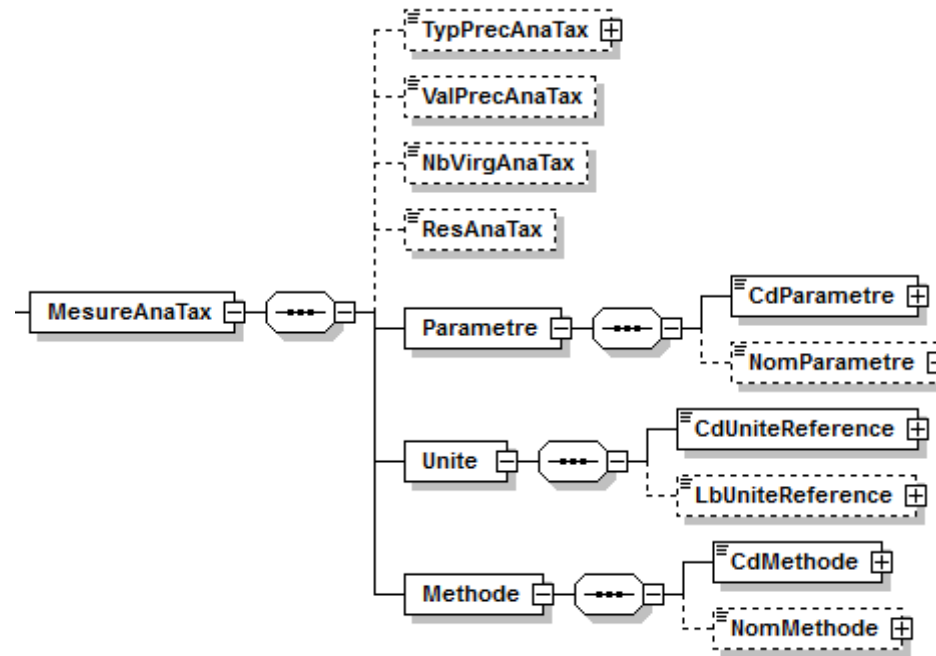 TypPrecAnaTax
ValPrecAnaTax
NbVirgAnaTax
ResAnaTax
MesureAnaTax
Parametre
CdParametre
NomParametre
Unite
CdUniteReference
LbUniteReference
Methode
CdMethode
NomMethode